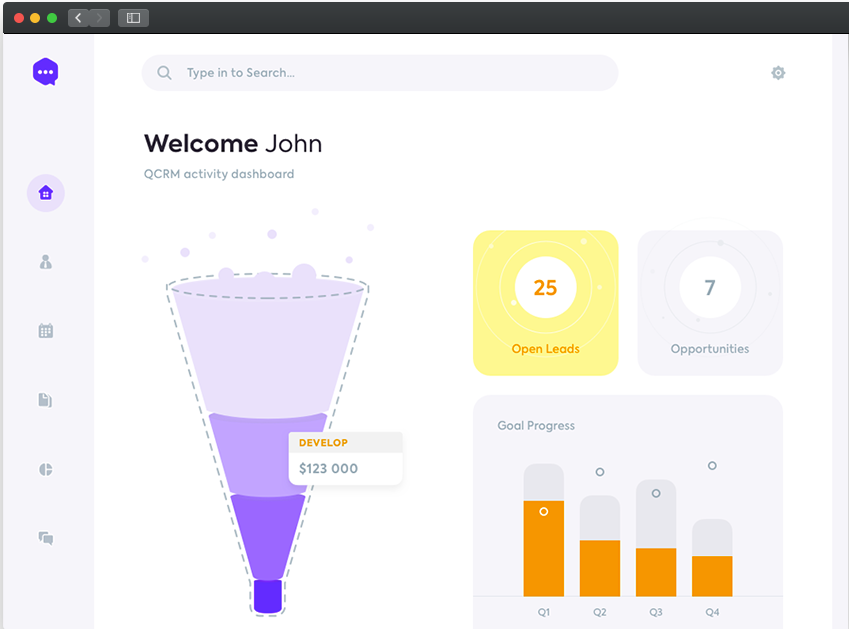 Type in to Search...
Welcome John
QCRM activity dashboard
25
Open Leads
7
Opportunities
DEVELOP
$123 000
Goal Progress
Q1 Q2 Q3 Q4